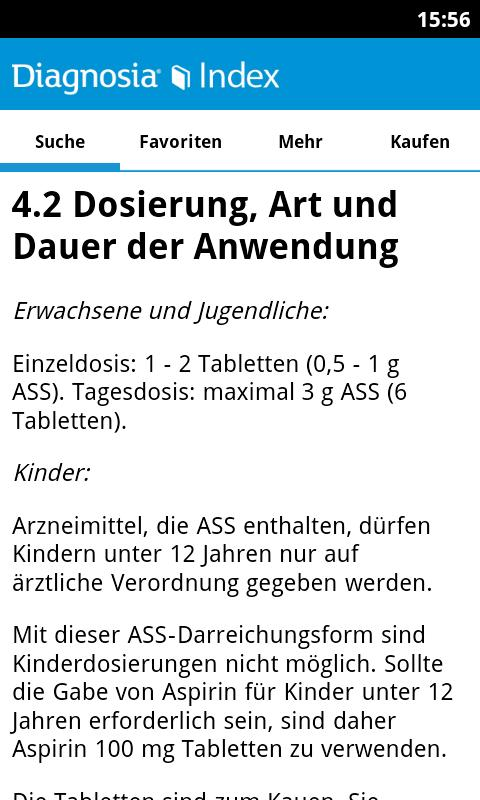 15:56
Diagnosia Index
Suche Favoriten Mehr Kaufen
4.2 Dosierung, Art und
Dauer der Anwendung
Erwachsene und Jugendliche:
Einzeldosis: 1 - 2 Tabletten (0,5 - 1 g
ASS). Tagesdosis: maximal 3 g ASS (6
Tabletten).
Kinder:
Arzneimittel, die ASS enthalten, dürfen
Kindern unter 12 Jahren nur auf
ärztliche Verordnung gegeben werden.
Mit dieser ASS-Darreichungsform sind
Kinderdosierungen nicht möglich. Sollte
die Gabe von Aspirin für Kinder unter 12
Jahren erforderlich sein, sind daher
Aspirin 100 mg Tabletten zu verwenden.
Die Tabletten sind zum Kauen. Sie